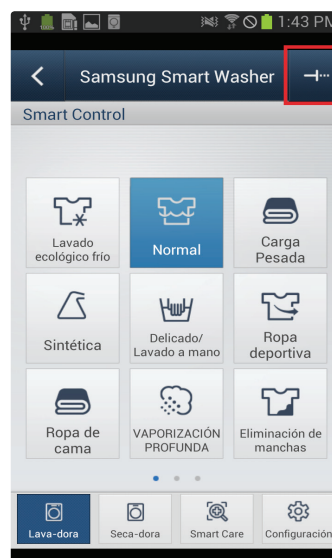 1:43 PM
Samsung Smart Washer
Smart Control
Lavado
ecológico frío
Normal
Carga
Pesada
Sintética
Delicado/
Lavado a mano
Ropa
deportiva
Ropa de
cama
VAPORIZACIÓN
PROFUNDA
Eliminación de
manchas
Lava-dora
Seca-dora
Smart Care
Configuración